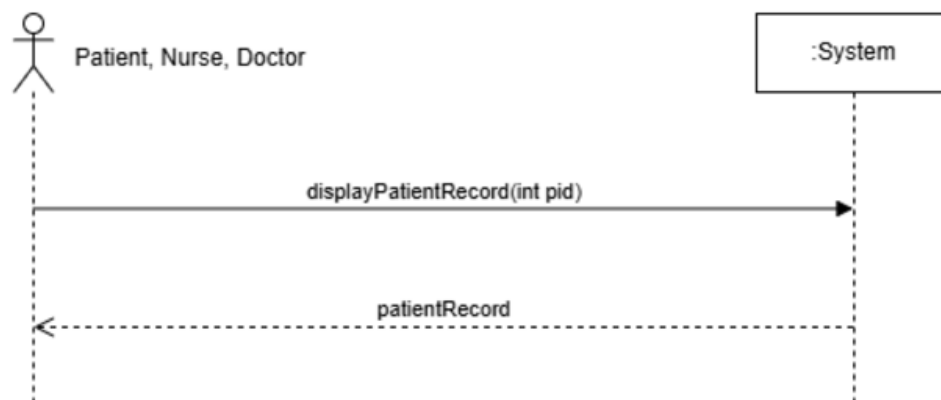 Patient, Nurse, Doctor
:System
displayPatientRecord(int pid)
patientRecord